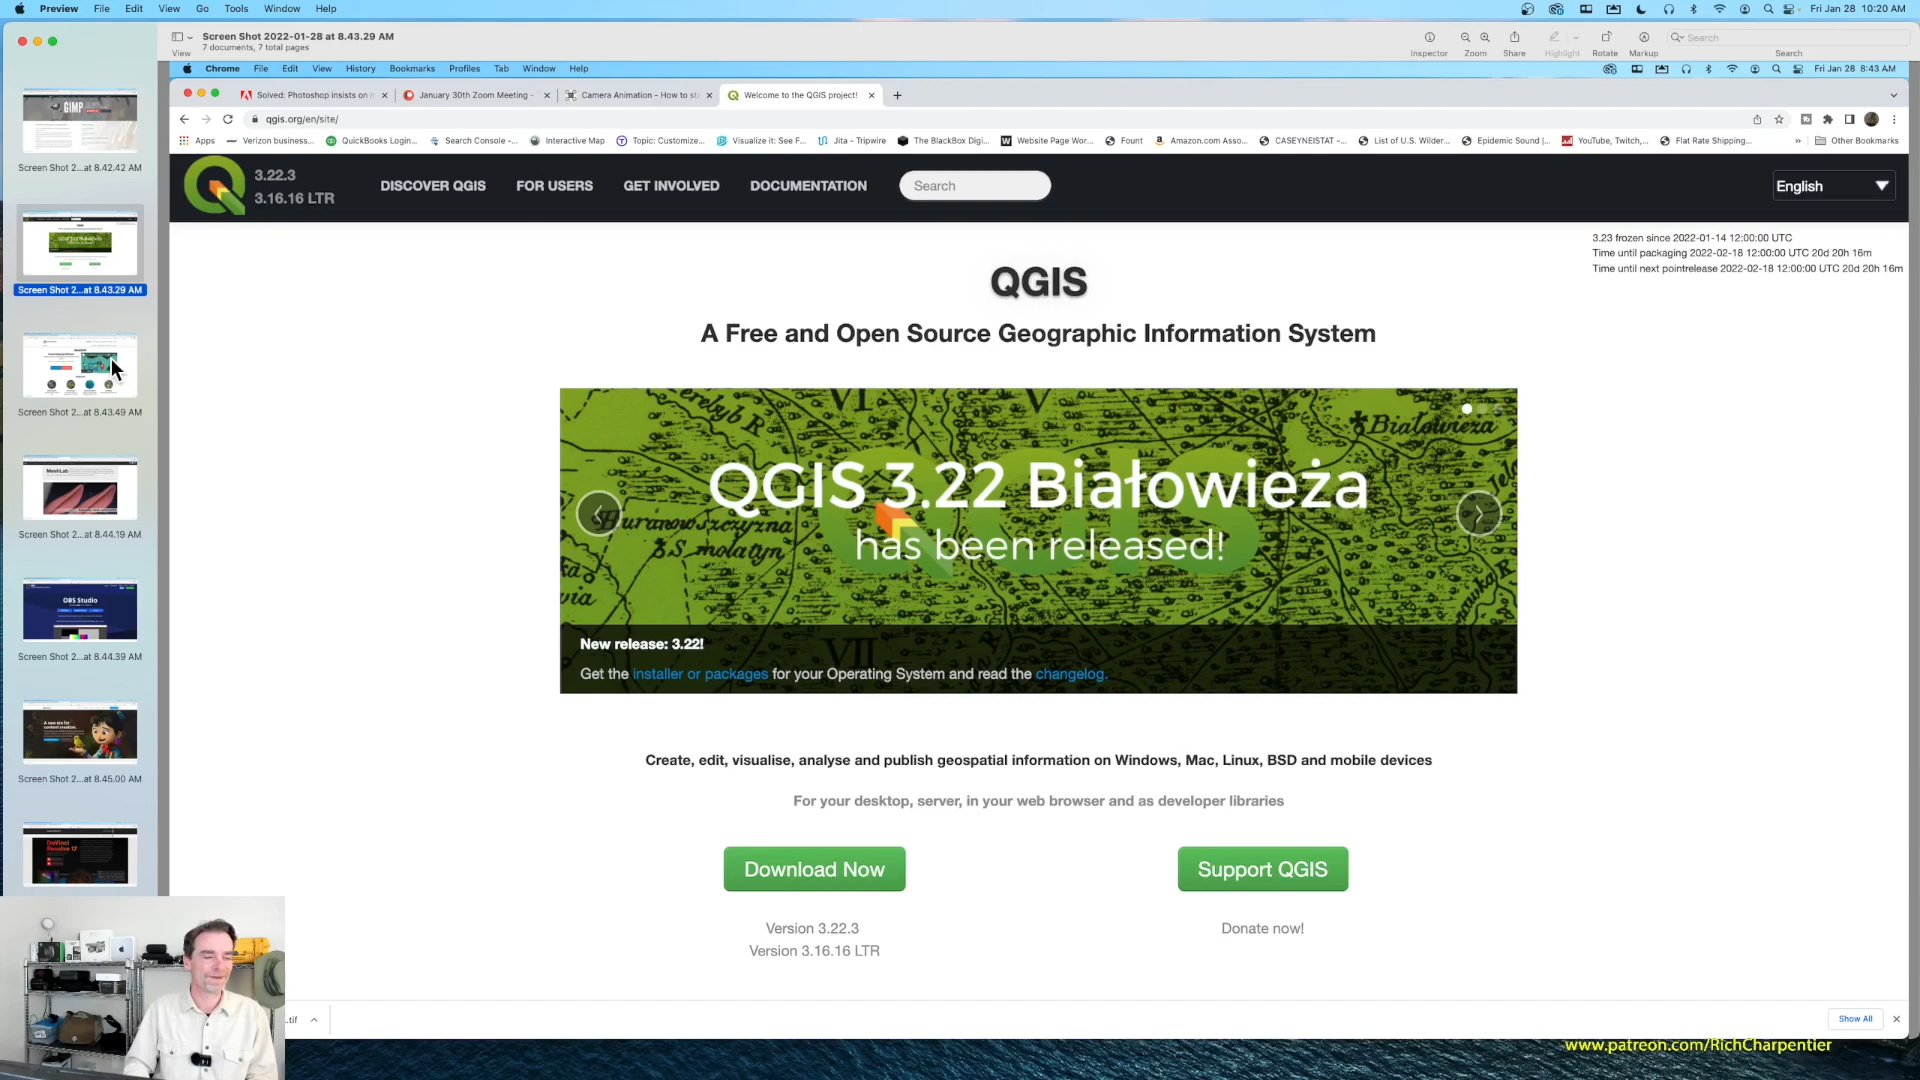 Preview File Edit View Go Tools Window Help
Fri Jan 28 10:20 AM
Screen Shot 2022-01-28 at 8.43.29 AM
7 documents, 7 total pages
View
Inspector Zoom Share Highlight Rotate Markup Search
Search
Chrome File Edit View History Bookmarks Profiles Tab Window Help
Fri Jan 28 8:43 AM
Solved: Photoshop insists on
January 30th Zoom Meeting -
Camera Animation - How to
Welcome to the QGIS project!
qgis.org/en/site/
Apps Verizon business... QuickBooks Login... Search Console -... Interactive Map Topic: Customize... Visualize it: See F... Jita - Tripwire The BlackBox Digi... Website Page Wor... Fount Amazon.com Asso... CASEYNEISTAT -... List of U.S. Wilder... Epidemic Sound |... YouTube, Twitch,... Flat Rate Shipping... » Other Bookmarks
3.22.3
3.16.16 LTR
DISCOVER QGIS FOR USERS GET INVOLVED DOCUMENTATION Search English
3.23 frozen since 2022-01-14 12:00:00 UTC
Time until packaging 2022-02-18 12:00:00 UTC 20d 20h 16m
Time until next pointrelease 2022-02-18 12:00:00 UTC 20d 20h 16m
QGIS
A Free and Open Source Geographic Information System
QGIS 3.22 Białowieża
has been released!
New release: 3.22!
Get the installer or packages for your Operating System and read the changelog.
Create, edit, visualise, analyse and publish geospatial information on Windows, Mac, Linux, BSD and mobile devices
For your desktop, server, in your web browser and as developer libraries
Download Now
Support QGIS
Version 3.22.3
Version 3.16.16 LTR
Donate now!
.tif
Show All
www.patreon.com/RichCharpentier
GIMP
Screen Shot 2...at 8.42.42 AM
Screen Shot 2...at 8.43.29 AM
Screen Shot 2...at 8.43.49 AM
MeshLab
Screen Shot 2...at 8.44.19 AM
OBS Studio
Screen Shot 2...at 8.44.39 AM
A new era for
content creation
Screen Shot 2...at 8.45.00 AM
DaVinci
Resolve 17